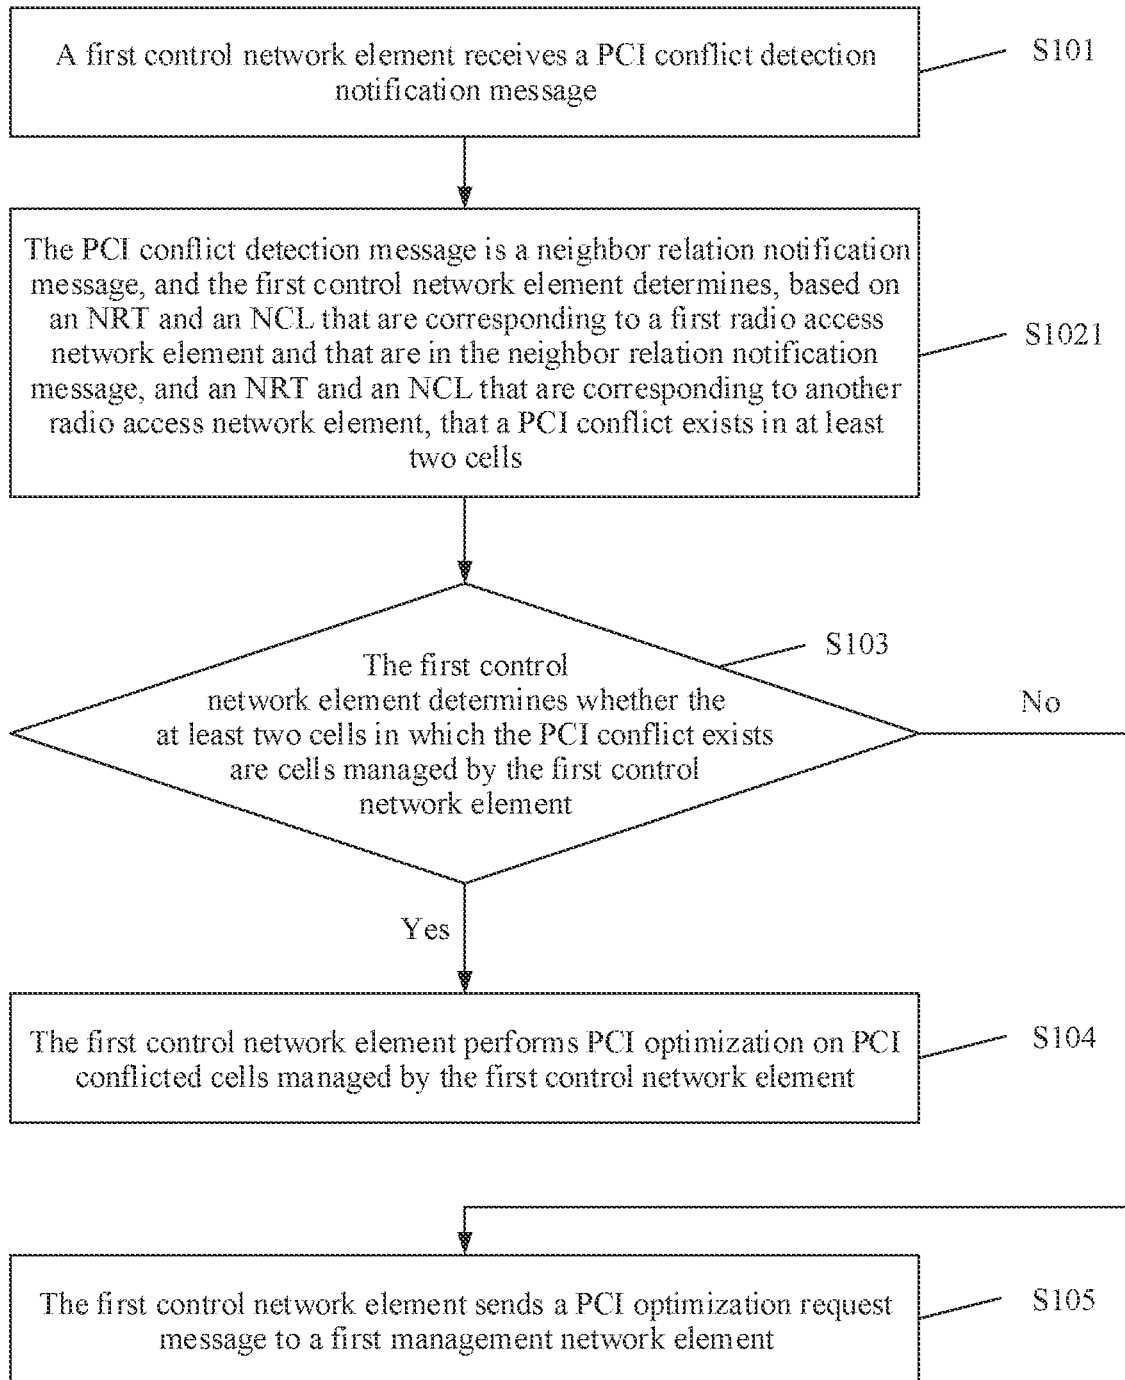 A first control network element receives a PCI conflict detection
notification message
S101
The PCI conflict detection message is a neighbor relation notification
message, and the first control network element determines, based on
an NRT and an NCL that are corresponding to a first radio access
network element and that are in the neighbor relation notification
message, and an NRT and an NCL that are corresponding to another
radio access network element, that a PCI conflict exists in at least
two cells
S1021
The first control
network element determines whether the
at least two cells in which the PCI conflict exists
are cells managed by the first control
network element
S103
No
Yes
The first control network element performs PCI optimization on PCI
conflicted cells managed by the first control network element
S104
The first control network element sends a PCI optimization request
message to a first management network element
S105